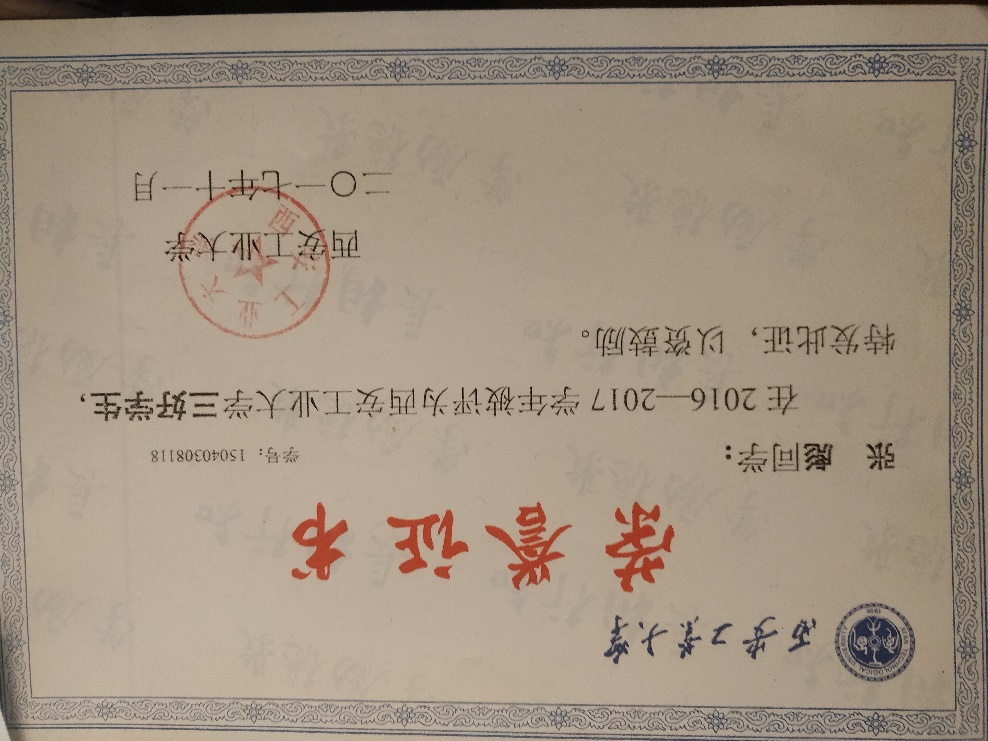 西安工业大学
荣誉证书
张 彪同学：
学号：15040308118
在2016—2017学年被评为西安工业大学三好学生，
特发此证，以资鼓励。
西安工业大学
二〇一七年十一月